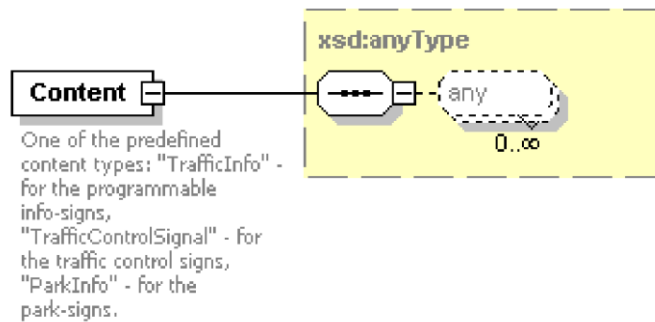 xsd:anyType
Content
any
0..∞
One of the predefined
content types: "TrafficInfo" -
for the programmable
info-signs,
"TrafficControlSignal" - for
the traffic control signs,
"ParkInfo" - for the
park-signs.